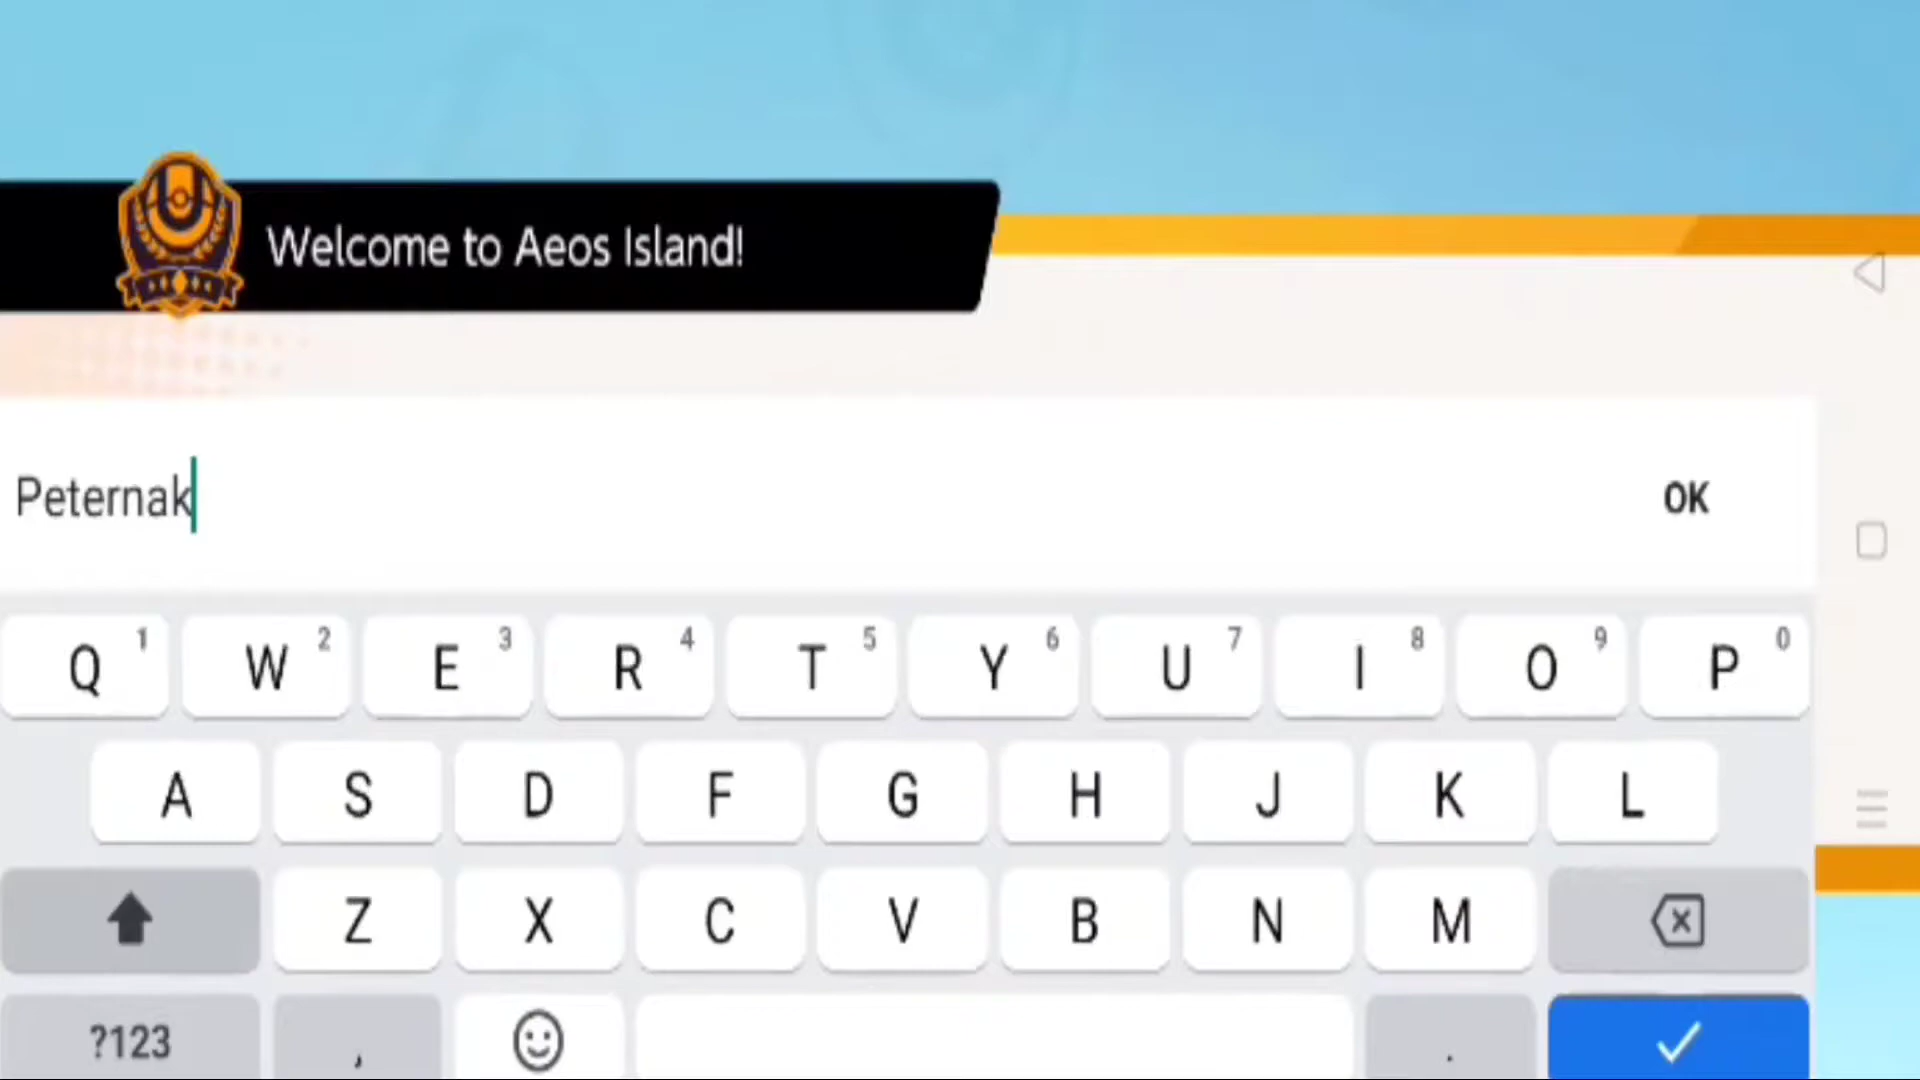 Welcome to Aeos Island!
Peternak
OK
Q 1 W 2 E 3 R 4 T 5 Y 6 U 7 I 8 O 9 P 0
A S D F G H J K L
Z X C V B N M
?123 , .